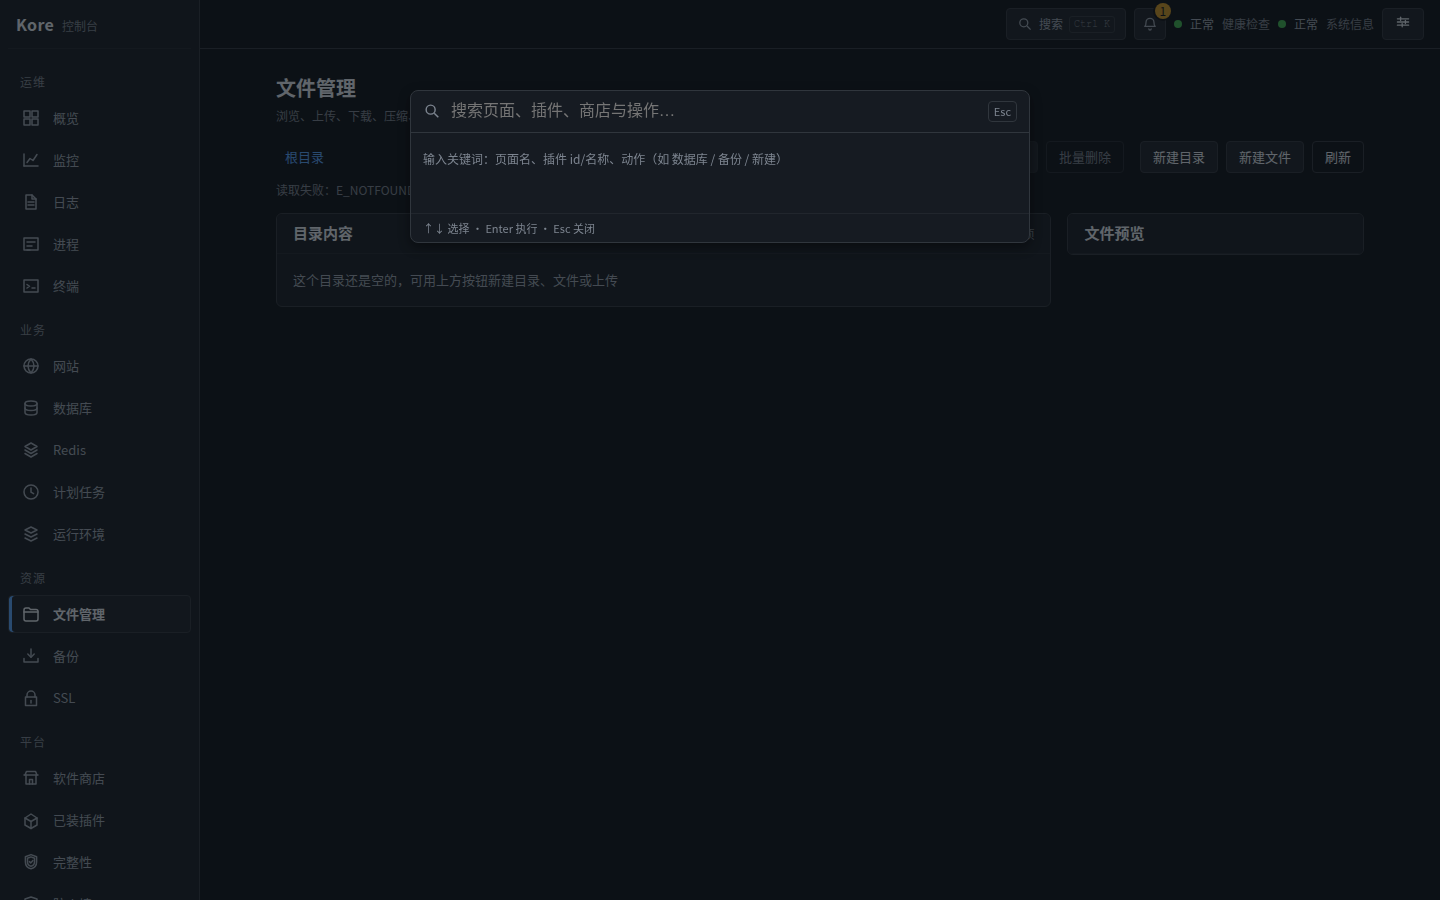 Kore 控制台
搜索 Ctrl K
1
正常 健康检查
正常 系统信息
运维
概览
监控
日志
进程
终端
业务
网站
数据库
Redis
计划任务
运行环境
资源
文件管理
备份
SSL
平台
软件商店
已装插件
完整性
文件管理
浏览、上传、下载、压缩
根目录
批量删除
新建目录
新建文件
刷新
读取失败：E_NOTFOUND
搜索页面、插件、商店与操作…
Esc
输入关键词：页面名、插件 id/名称、动作（如 数据库 / 备份 / 新建）
↑↓ 选择 · Enter 执行 · Esc 关闭
目录内容
这个目录还是空的，可用上方按钮新建目录、文件或上传
文件预览